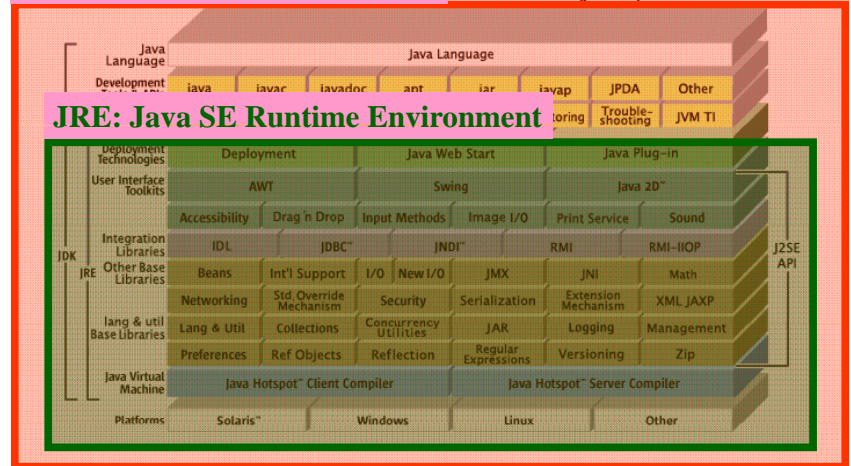 Java Language
Java Language
Development
java javac javadoc apt jar javap JPDA Other
JRE: Java SE Runtime Environment
toring Trouble-shooting JVM TI
Deployment Technologies
Deployment Java Web Start Java Plug-in
User Interface Toolkits
AWT Swing Java 2D™
Accessibility Drag 'n Drop Input Methods Image I/O Print Service Sound
Integration Libraries
IDL JDBC™ JNDI™ RMI RMI-IIOP
J2SE API
JDK
JRE
Other Base Libraries
Beans Int'l Support I/O New I/O JMX JNI Math
Networking Std. Override Mechanism Security Serialization Extension Mechanism XML JAXP
lang & util Base Libraries
Lang & Util Collections Concurrency Utilities JAR Logging Management
Preferences Ref Objects Reflection Regular Expressions Versioning Zip
Java Virtual Machine
Java Hotspot™ Client Compiler Java Hotspot™ Server Compiler
Platforms
Solaris™ Windows Linux Other